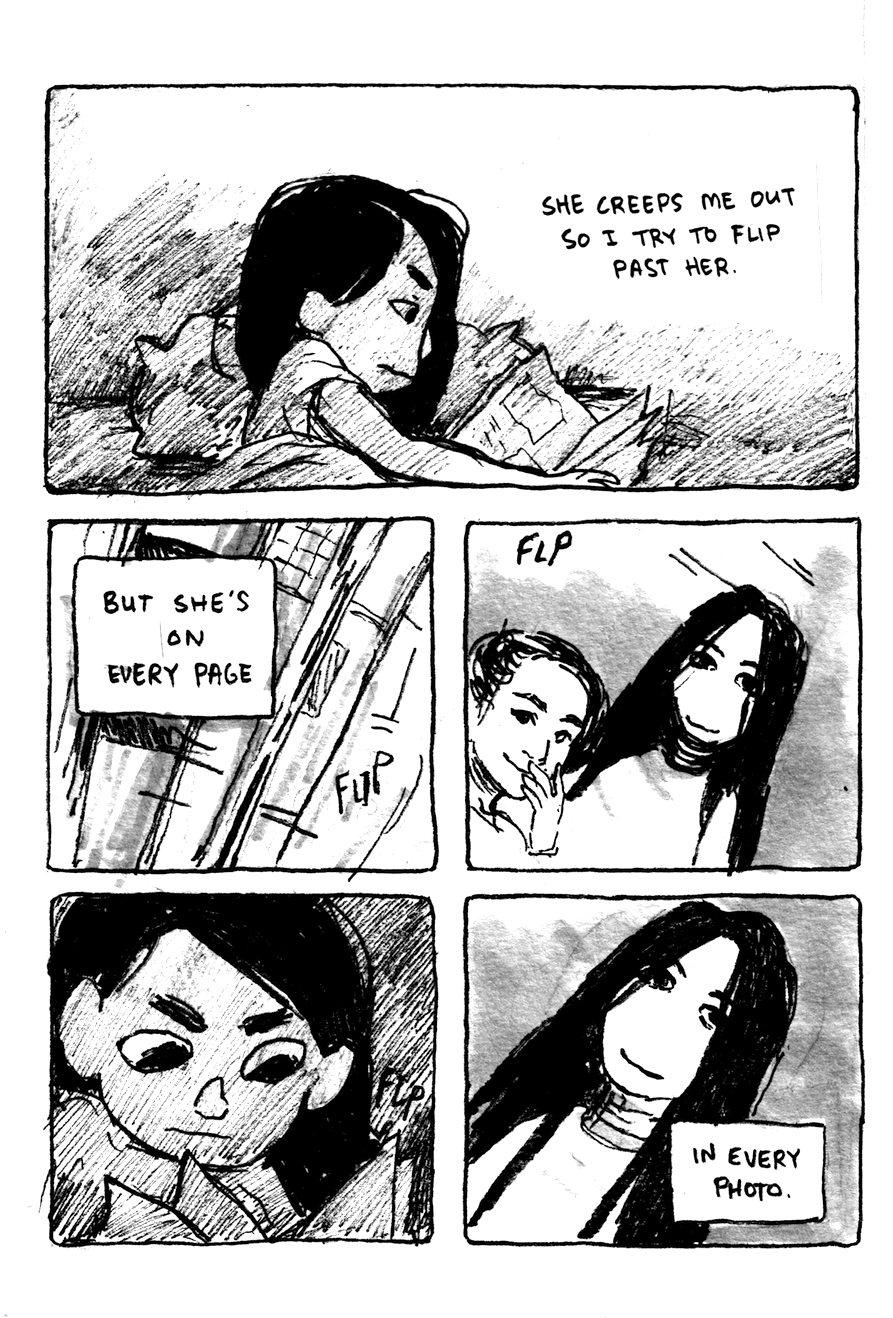 SHE CREEPS ME OUT
SO I TRY TO FLIP
PAST HER.
BUT SHE'S
ON
EVERY PAGE
FLIP
FLP
FLP
IN EVERY
PHOTO.